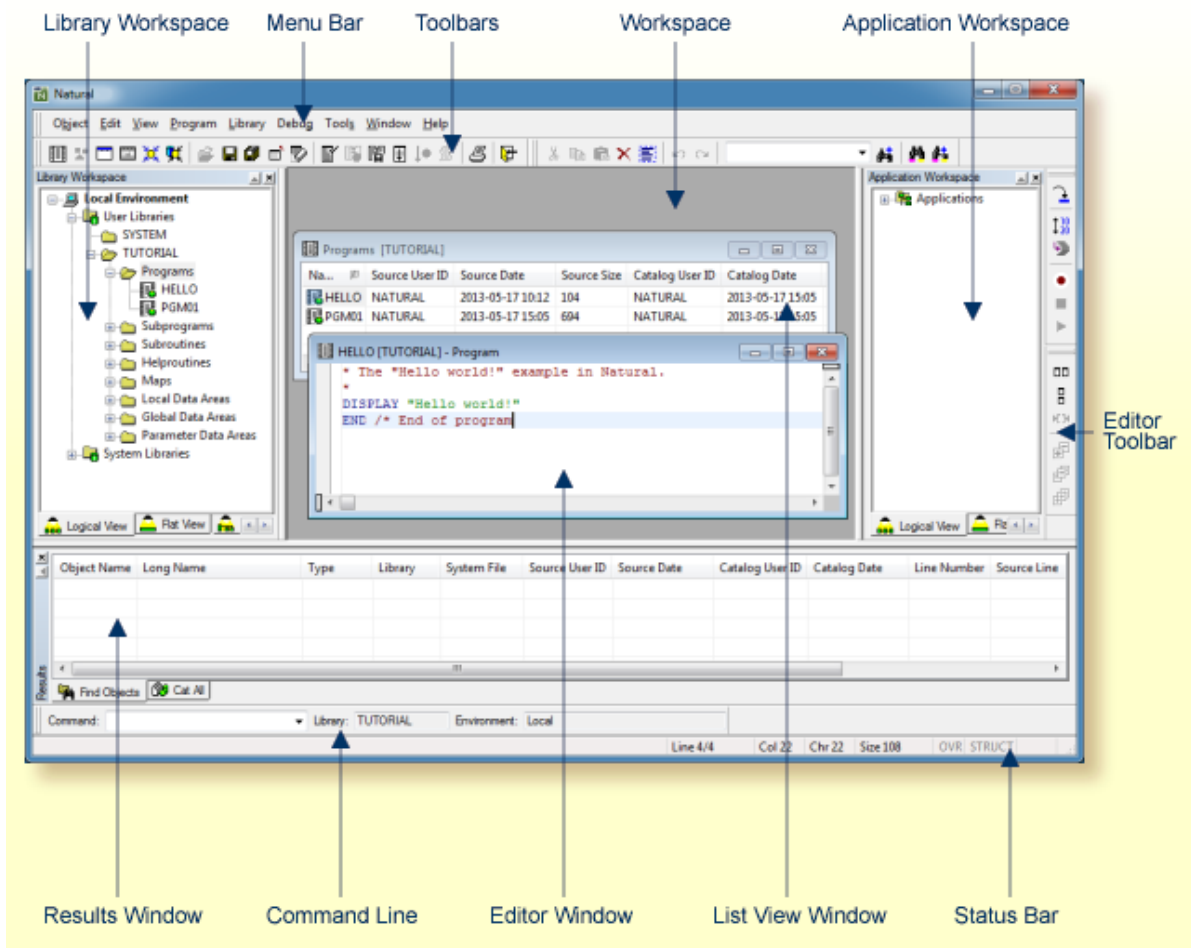 Library Workspace Menu Bar Toolbars Workspace Application Workspace
Natural
Object Edit View Program Library Debug Tools Window Help
Library Workspace
Application Workspace
Local Environment
Applications
User Libraries
SYSTEM
TUTORIAL
Programs
HELLO
PGM01
Subprograms
Subroutines
Helproutines
Maps
Local Data Areas
Global Data Areas
Parameter Data Areas
System Libraries
Logical View Flat View
Programs [TUTORIAL]
Na... Source User ID Source Date Source Size Catalog User ID Catalog Date
HELLO NATURAL 2013-05-17 10:12 104 NATURAL 2013-05-17 15:05
PGM01 NATURAL 2013-05-17 15:05 694 NATURAL 2013-05-17 15:05
HELLO [TUTORIAL] - Program
* The "Hello world!" example in Natural.
*
DISPLAY "Hello world!"
END /* End of program
Logical View
Editor
Toolbar
Object Name Long Name Type Library System File Source User ID Source Date Catalog User ID Catalog Date Line Number Source Line
Results
Find Objects Cat All
Command: Library: TUTORIAL Environment: Local
Line 4/4 Col 22 Chr 22 Size 108 OVR STRUCT
Results Window Command Line Editor Window List View Window Status Bar